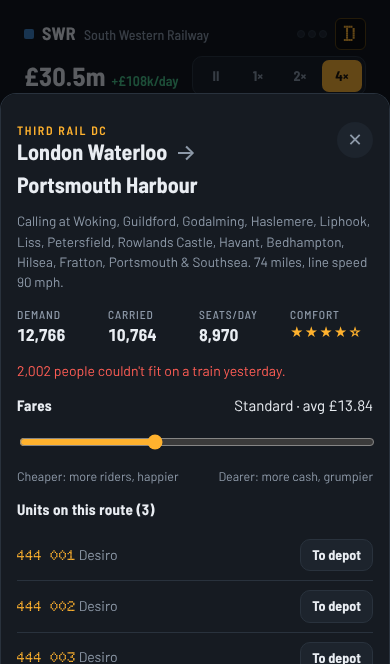 SWR South Western Railway
D
£30.5m +£108k/day
II 1× 2× 4×
THIRD RAIL DC
London Waterloo →
Portsmouth Harbour
Calling at Woking, Guildford, Godalming, Haslemere, Liphook,
Liss, Petersfield, Rowlands Castle, Havant, Bedhampton,
Hilsea, Fratton, Portsmouth & Southsea. 74 miles, line speed
90 mph.
DEMAND CARRIED SEATS/DAY COMFORT
12,766 10,764 8,970 ★★★★☆
2,002 people couldn't fit on a train yesterday.
Fares Standard · avg £13.84
Cheaper: more riders, happier Dearer: more cash, grumpier
Units on this route (3)
444 001 Desiro To depot
444 002 Desiro To depot
444 003 Desiro To depot